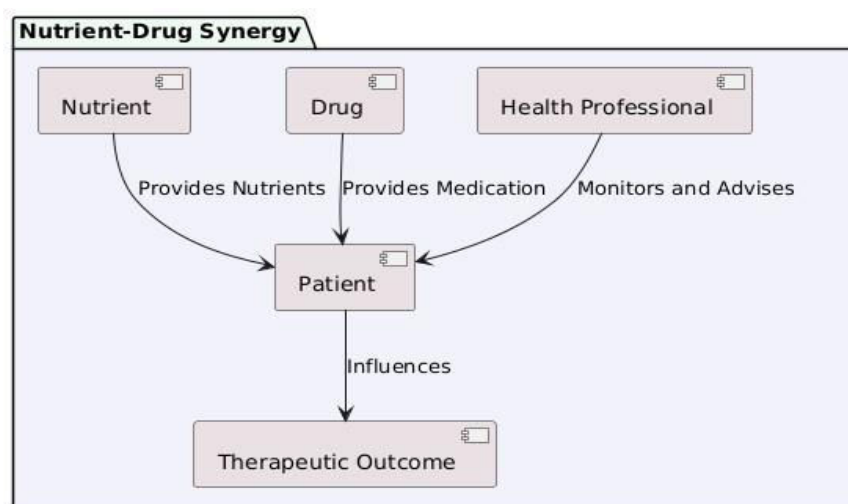 Nutrient-Drug Synergy
Nutrient
Drug
Health Professional
Provides Nutrients
Provides Medication
Monitors and Advises
Patient
Influences
Therapeutic Outcome